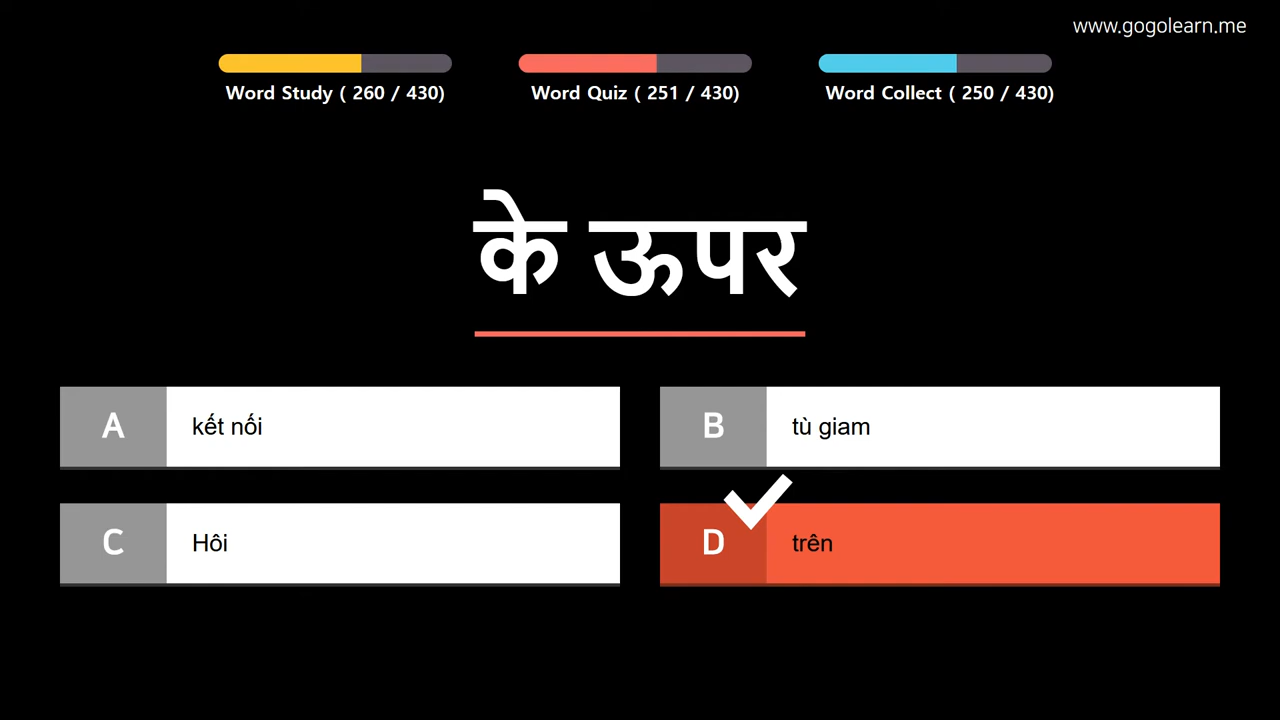 www.gogolearn.me
Word Study ( 260 / 430)
Word Quiz ( 251 / 430)
Word Collect ( 250 / 430)
के ऊपर
A kết nối
B tù giam
C Hôi
D trên